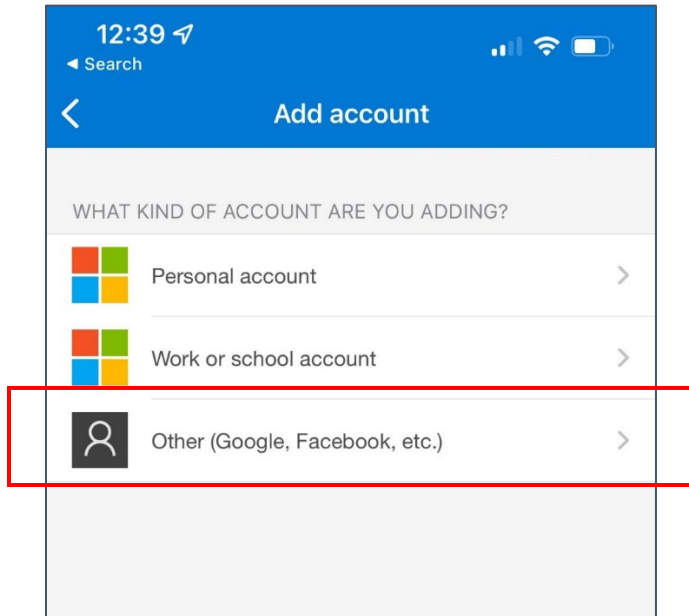 12:39
◄ Search
Add account
WHAT KIND OF ACCOUNT ARE YOU ADDING?
Personal account
Work or school account
Other (Google, Facebook, etc.)